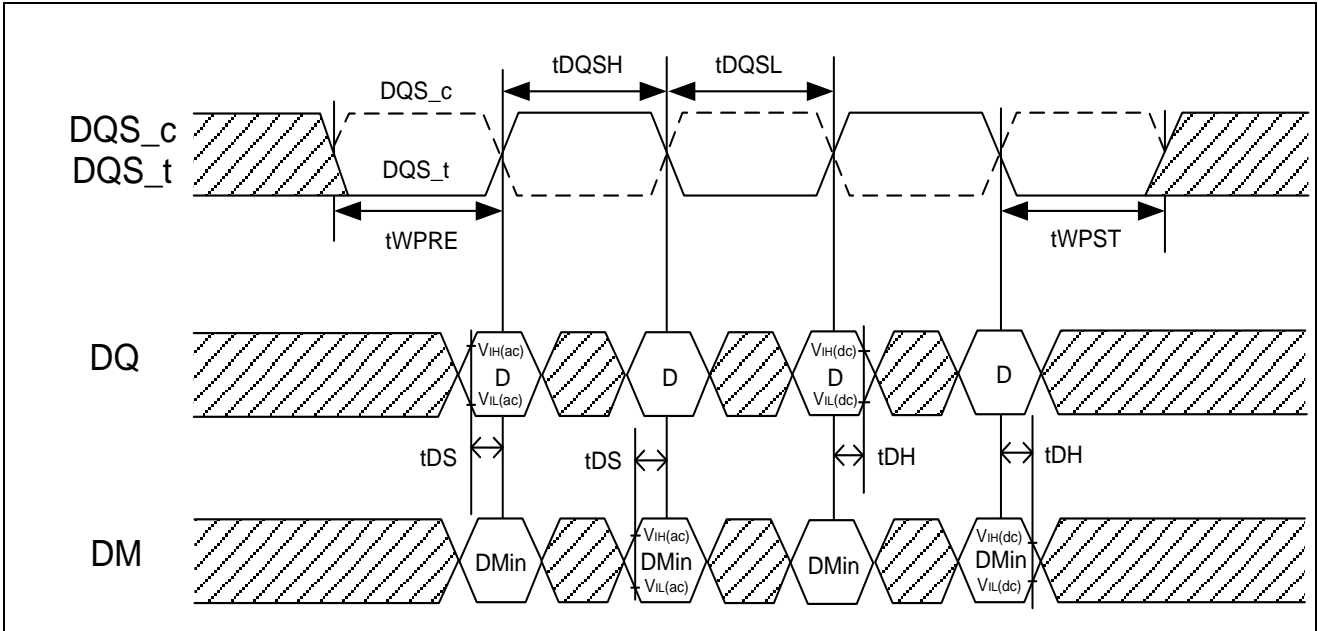 tDQSH
tDQSL
DQS_c
DQS_c
DQS_t
DQS_t
tWPRE
tWPST
DQ
VIH(ac)
D
VIL(ac)
D
VIH(dc)
D
VIL(dc)
D
tDS
tDS
tDH
tDH
DM
DMin
VIH(ac)
DMin
VIL(ac)
DMin
VIH(dc)
DMin
VIL(dc)